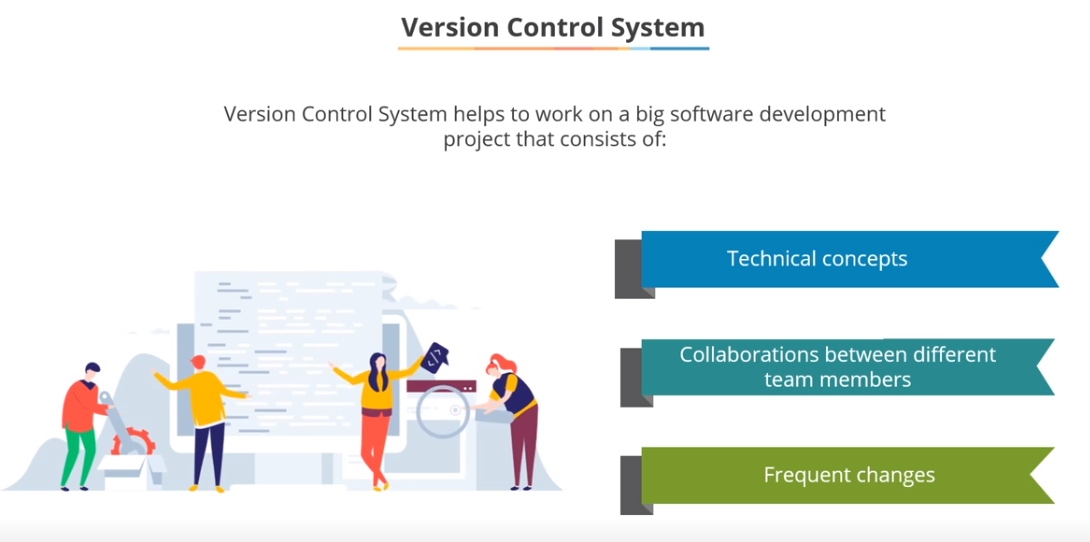 Version Control System
Version Control System helps to work on a big software development
project that consists of:
Technical concepts
Collaborations between different
team members
Frequent changes